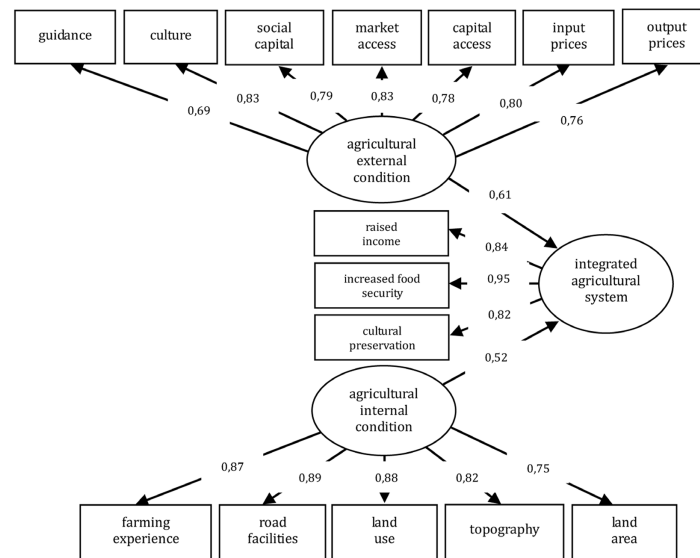 guidance
culture
social
capital
market
access
capital
access
input
prices
output
prices
0,69
0,83
0,79
0,83
0,78
0,80
0,76
agricultural
external
condition
0,61
raised
income
0,84
increased food
security
0,95
integrated
agricultural
system
cultural
preservation
0,82
0,52
agricultural
internal
condition
0,87
0,89
0,88
0,82
0,75
farming
experience
road
facilities
land
use
topography
land
area